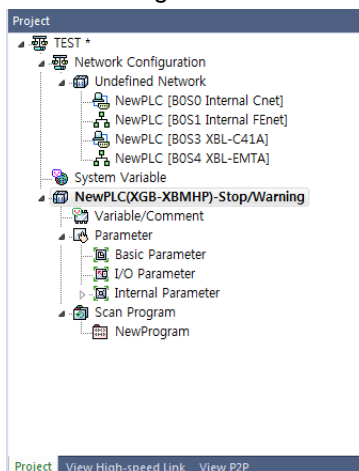 Project
TEST *
Network Configuration
Undefined Network
NewPLC [B0S0 Internal Cnet]
NewPLC [B0S1 Internal FEnet]
NewPLC [B0S3 XBL-C41A]
NewPLC [B0S4 XBL-EMTA]
System Variable
NewPLC(XGB-XBMHP)-Stop/Warning
Variable/Comment
Parameter
Basic Parameter
I/O Parameter
Internal Parameter
Scan Program
NewProgram
Project View High-speed Link View P2P